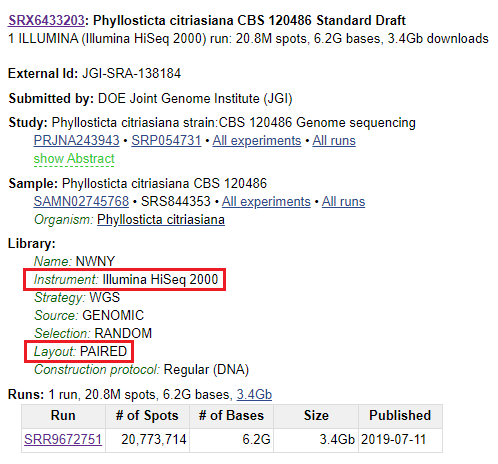 SRX6433203: Phyllosticta citriasiana CBS 120486 Standard Draft
1 ILLUMINA (Illumina HiSeq 2000) run: 20.8M spots, 6.2G bases, 3.4Gb downloads
External Id: JGI-SRA-138184
Submitted by: DOE Joint Genome Institute (JGI)
Study: Phyllosticta citriasiana strain:CBS 120486 Genome sequencing
PRJNA243943 • SRP054731 • All experiments • All runs
show Abstract
Sample: Phyllosticta citriasiana CBS 120486
SAMN02745768 • SRS844353 • All experiments • All runs
Organism: Phyllosticta citriasiana
Library:
Name: NWNY
Instrument: Illumina HiSeq 2000
Strategy: WGS
Source: GENOMIC
Selection: RANDOM
Layout: PAIRED
Construction protocol: Regular (DNA)
Runs: 1 run, 20.8M spots, 6.2G bases, 3.4Gb
Run # of Spots # of Bases Size Published
SRR9672751 20,773,714 6.2G 3.4Gb 2019-07-11